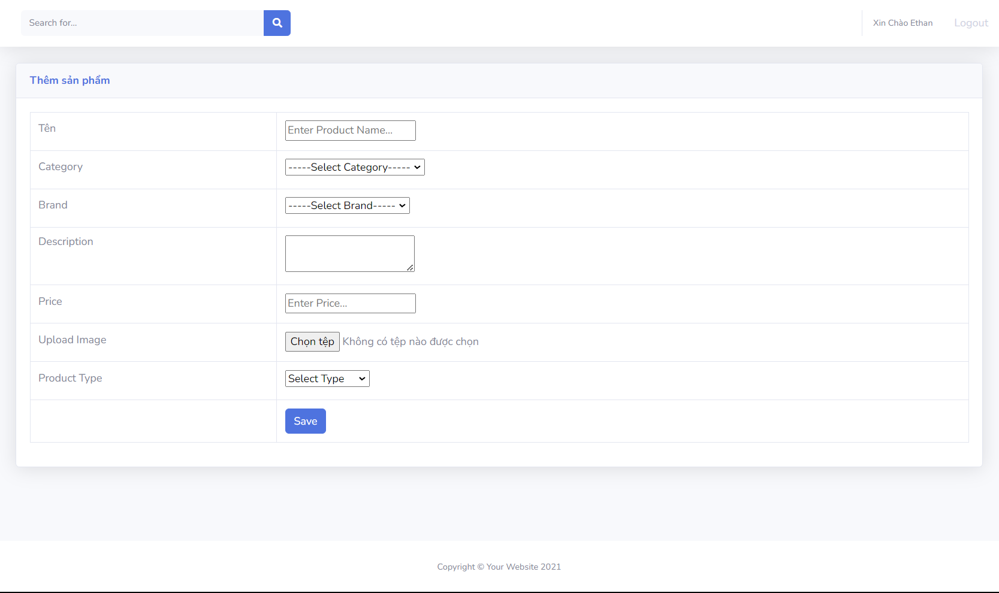 Search for...
Xin Chào Ethan
Logout
Thêm sản phẩm
Tên
Enter Product Name...
Category
-----Select Category-----
Brand
-----Select Brand-----
Description
Price
Enter Price...
Upload Image
Chọn tệp Không có tệp nào được chọn
Product Type
Select Type
Save
Copyright © Your Website 2021